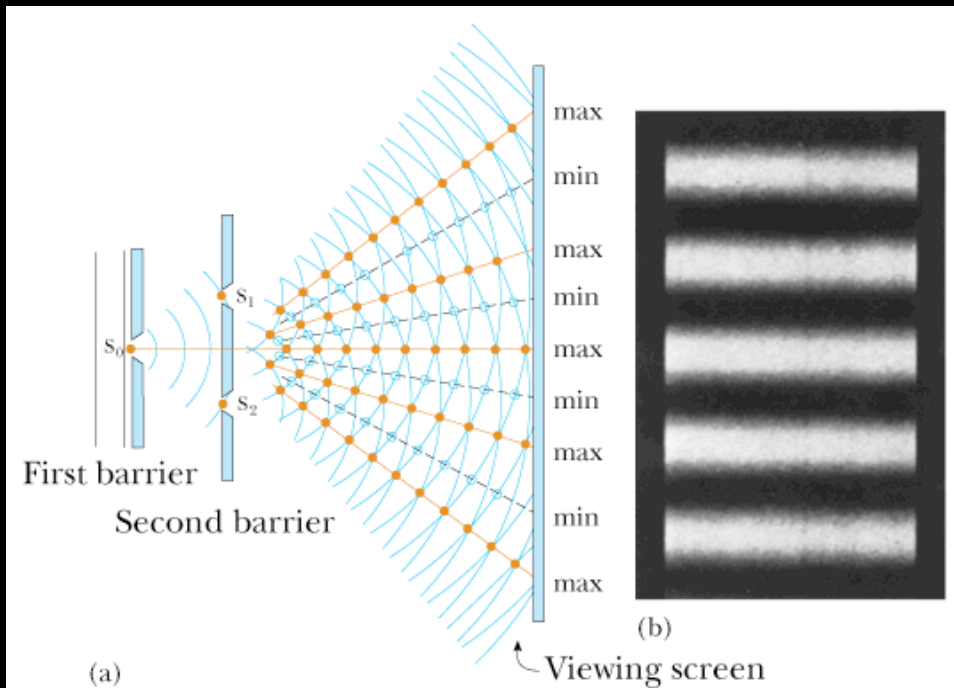 max
min
max
S1
min
S0
max
S2
min
max
First barrier
Second barrier
min
max
(b)
Viewing screen
(a)